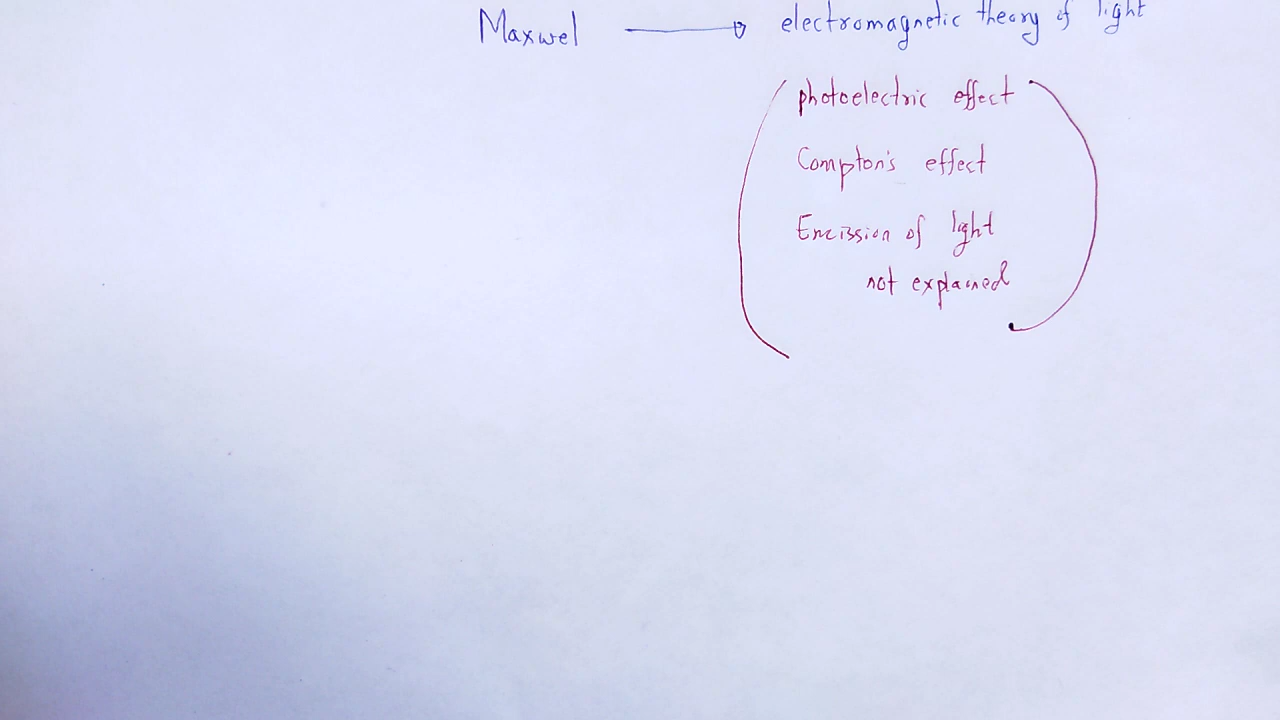 Maxwel → electromagnetic theory of light
photoelectric effect
Compton's effect
Emission of light
not explained